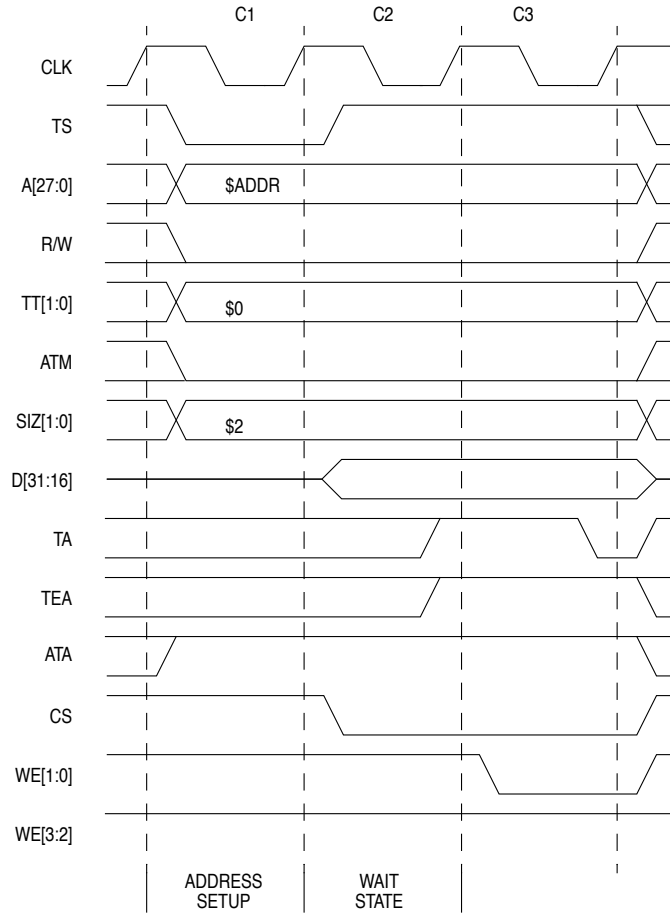 C1 C2 C3
CLK
TS
A[27:0] $ADDR
R/W
TT[1:0] $0
ATM
SIZ[1:0] $2
D[31:16]
TA
TEA
ATA
CS
WE[1:0]
WE[3:2]
ADDRESS WAIT
SETUP STATE